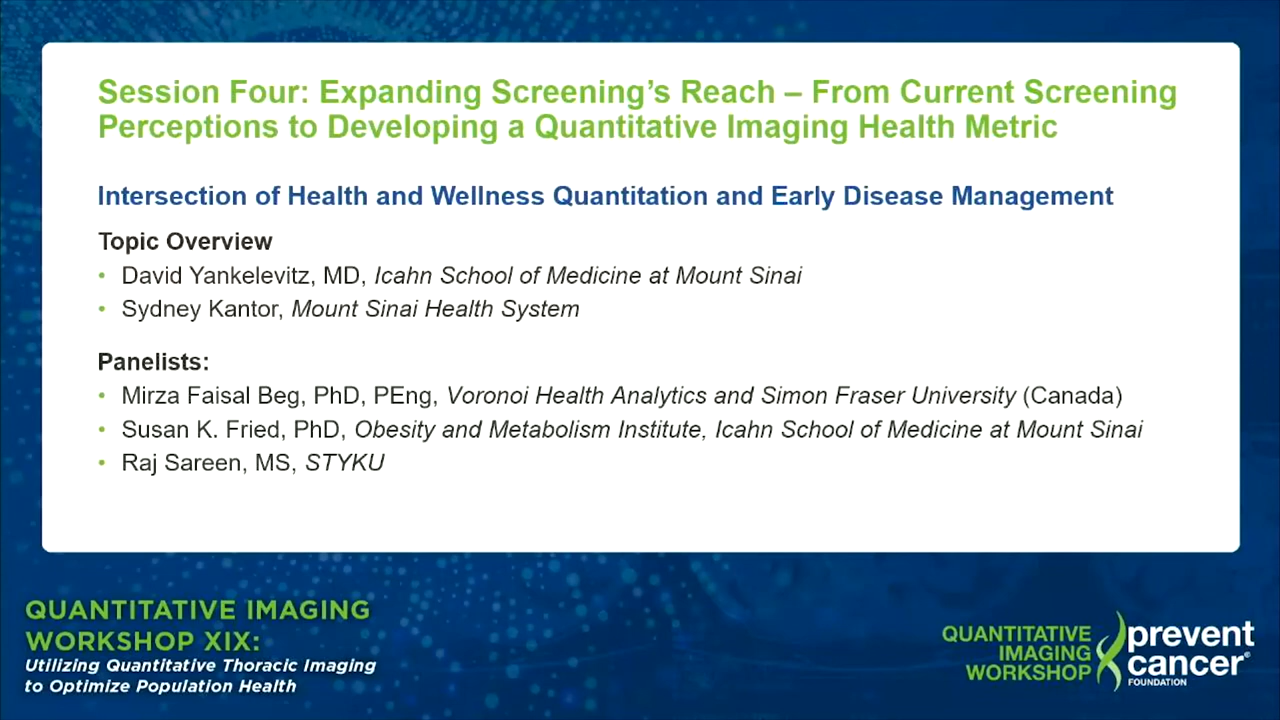 Session Four: Expanding Screening's Reach – From Current Screening
Perceptions to Developing a Quantitative Imaging Health Metric
Intersection of Health and Wellness Quantitation and Early Disease Management
Topic Overview
• David Yankelevitz, MD, Icahn School of Medicine at Mount Sinai
• Sydney Kantor, Mount Sinai Health System
Panelists:
• Mirza Faisal Beg, PhD, PEng, Voronoi Health Analytics and Simon Fraser University (Canada)
• Susan K. Fried, PhD, Obesity and Metabolism Institute, Icahn School of Medicine at Mount Sinai
• Raj Sareen, MS, STYKU
QUANTITATIVE IMAGING
WORKSHOP XIX:
Utilizing Quantitative Thoracic Imaging
to Optimize Population Health
QUANTITATIVE
IMAGING
WORKSHOP
prevent
cancer®
FOUNDATION